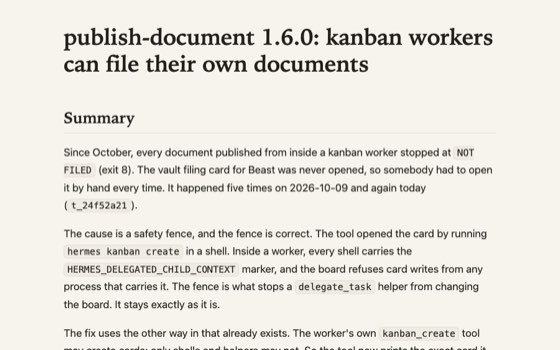 publish-document 1.6.0: kanban workers
can file their own documents
Summary
Since October, every document published from inside a kanban worker stopped at NOT
FILED (exit 8). The vault filing card for Beast was never opened, so somebody had to open
it by hand every time. It happened five times on 2026-10-09 and again today
( t_24f52a21 ).
The cause is a safety fence, and the fence is correct. The tool opened the card by running
hermes kanban create in a shell. Inside a worker, every shell carries the
HERMES_DELEGATED_CHILD_CONTEXT marker, and the board refuses card writes from any
process that carries it. The fence is what stops a delegate_task helper from changing
the board. It stays exactly as it is.
The fix uses the other way in that already exists. The worker's own kanban_create tool